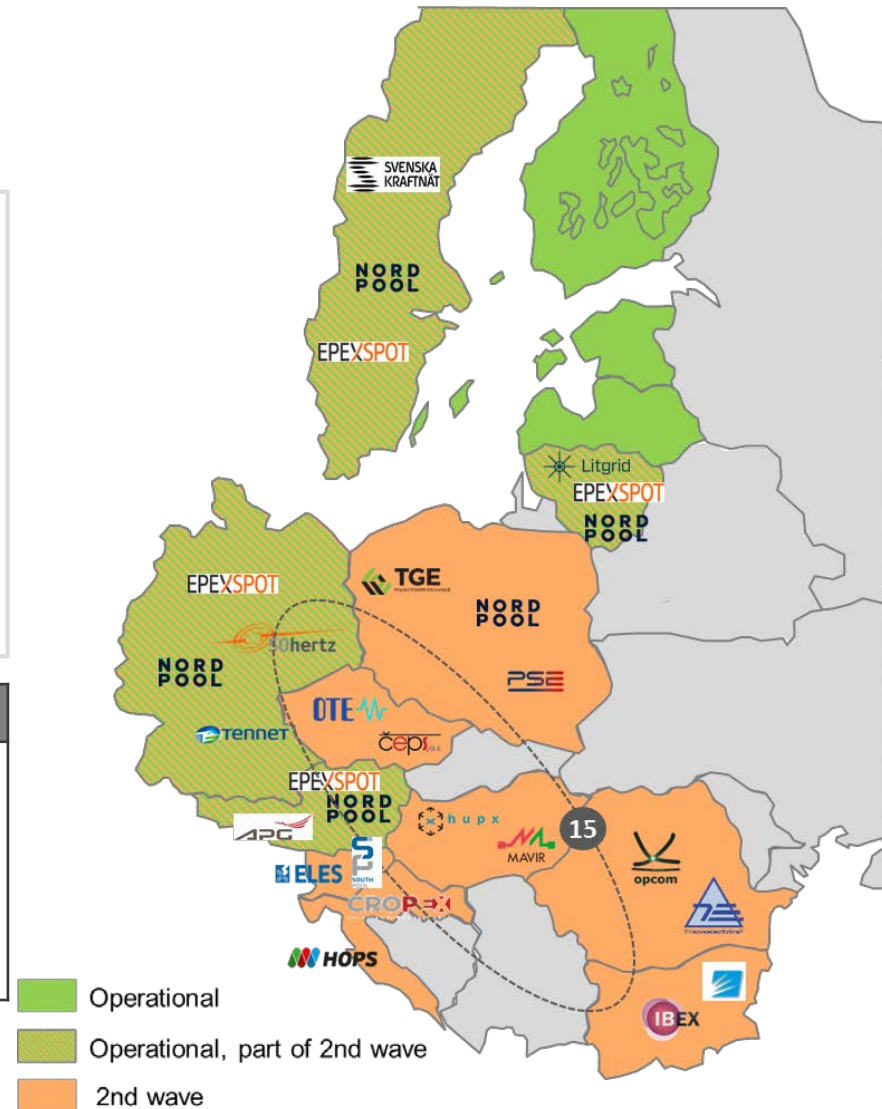 SVENSKA
KRAFTNÄT
NORD
POOL
EPEXSPOT
Litgrid
EPEXSPOT
NORD
POOL
EPEXSPOT
TGE
NORD
POOL
50hertz
NORD
POOL
PSE
OTE
TENNET
čeps, a.s.
EPEXSPOT
NORD
POOL
hupx
APG
MAVIR
15
opcom
ELES
SP
SOUTH
POOL
CROPEX
Transelectrica
HOPS
IBEX
Operational
Operational, part of 2nd wave
2nd wave